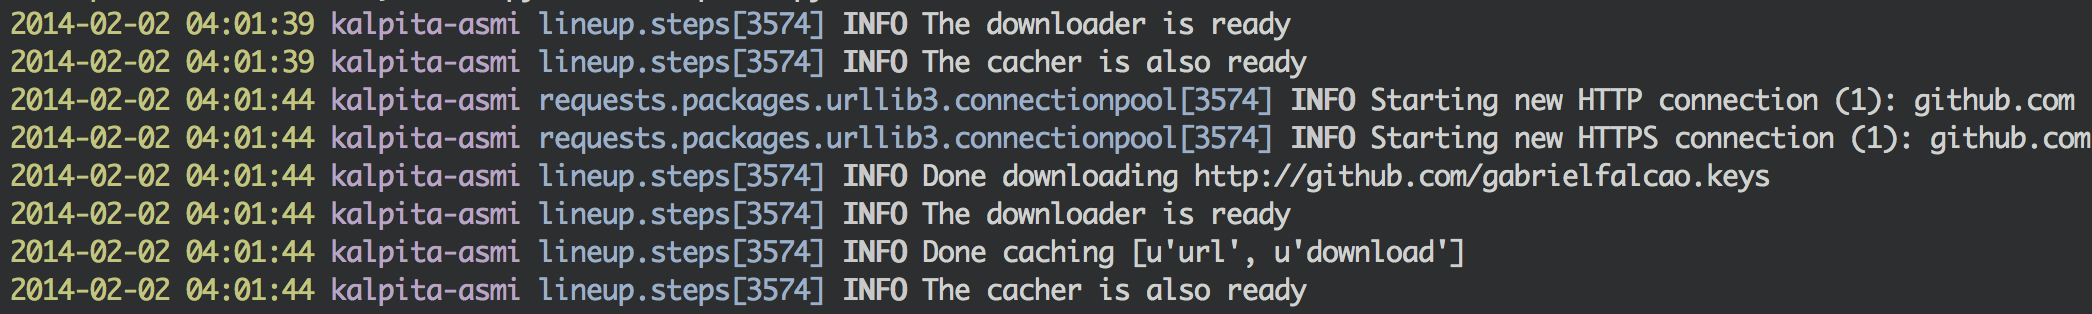 2014-02-02 04:01:39 kalpita-asmi lineup.steps[3574] INFO The downloader is ready
2014-02-02 04:01:39 kalpita-asmi lineup.steps[3574] INFO The cacher is also ready
2014-02-02 04:01:44 kalpita-asmi requests.packages.urllib3.connectionpool[3574] INFO Starting new HTTP connection (1): github.com
2014-02-02 04:01:44 kalpita-asmi requests.packages.urllib3.connectionpool[3574] INFO Starting new HTTPS connection (1): github.com
2014-02-02 04:01:44 kalpita-asmi lineup.steps[3574] INFO Done downloading http://github.com/gabrielfalcao.keys
2014-02-02 04:01:44 kalpita-asmi lineup.steps[3574] INFO The downloader is ready
2014-02-02 04:01:44 kalpita-asmi lineup.steps[3574] INFO Done caching [u'url', u'download']
2014-02-02 04:01:44 kalpita-asmi lineup.steps[3574] INFO The cacher is also ready